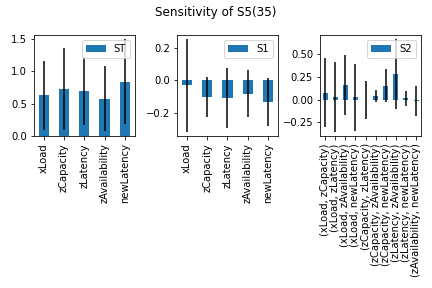 Sensitivity of S5(35)
1.5
1.0
0.5
0.0
ST
xLoad
zCapacity
zLatency
zAvailability
newLatency
0.2
0.0
−0.2
S1
xLoad
zCapacity
zLatency
zAvailability
newLatency
0.50
0.25
0.00
−0.25
S2
(xLoad, zCapacity)
(xLoad, zLatency)
(xLoad, zAvailability)
(xLoad, newLatency)
(zCapacity, zLatency)
(zCapacity, zAvailability)
(zCapacity, newLatency)
(zLatency, zAvailability)
(zLatency, newLatency)
(zAvailability, newLatency)